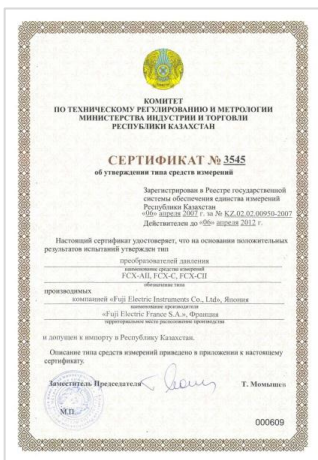 КОМИТЕТ
ПО ТЕХНИЧЕСКОМУ РЕГУЛИРОВАНИЮ И МЕТРОЛОГИИ
МИНИСТЕРСТВА ИНДУСТРИИ И ТОРГОВЛИ
РЕСПУБЛИКИ КАЗАХСТАН
СЕРТИФИКАТ № 3545
об утверждении типа средств измерений
Зарегистрирован в Реестре государственной
системы обеспечения единства измерений
Республики Казахстан
«06» апреля 2007 г. за № KZ.02.02.00950-2007
Действителен до «06» апреля 2012 г.
Настоящий сертификат удостоверяет, что на основании положительных
результатов испытаний утвержден тип
преобразователей давления
наименование средства измерений
FCX-AII, FCX-C, FCX-CII
обозначение типа
производимых
компанией «Fuji Electric Instruments Co., Ltd», Япония
наименование производителя
«Fuji Electric France S.A.», Франция
территориальное место расположения производства
и допущен к импорту в Республику Казахстан.
Описание типа средств измерений приведено в приложении к настоящему
сертификату.
Заместитель Председателя Т. Момышев
М.П.
000609